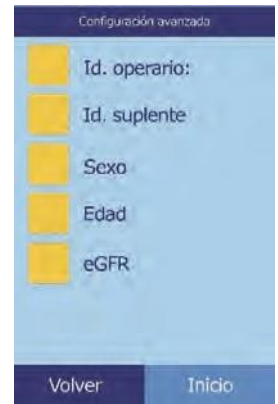 Configuración avanzada
Id. operario:
Id. suplente
Sexo
Edad
eGFR
Volver Inicio